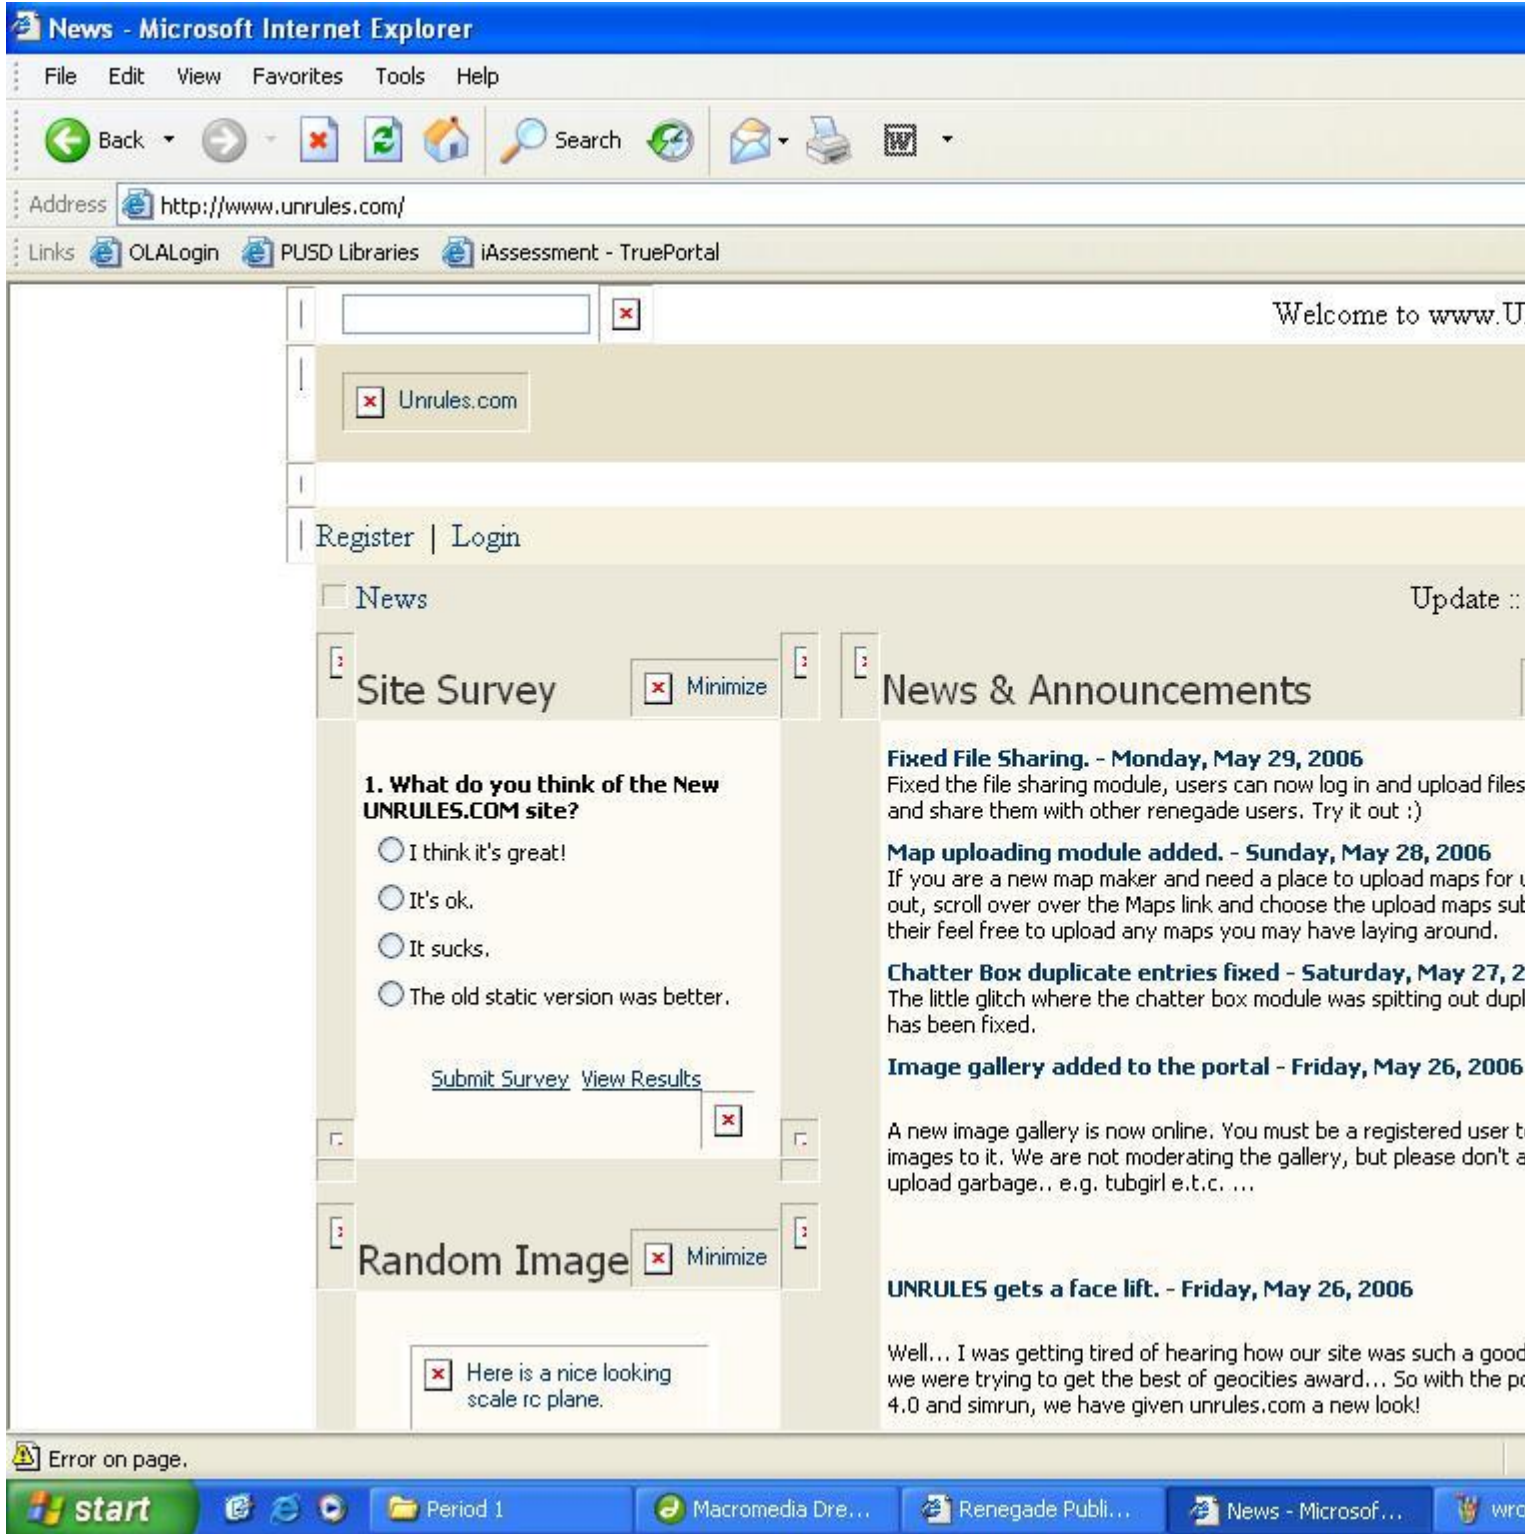 News - Microsoft Internet Explorer
File Edit View Favorites Tools Help
Back Search
Address http://www.unrules.com/
Links OLALogin PUSD Libraries iAssessment - TruePortal
Welcome to www.U
Unrules.com
Register | Login
News
Update ::
Site Survey
Minimize
1. What do you think of the New
UNRULES.COM site?
I think it's great!
It's ok.
It sucks.
The old static version was better.
Submit Survey View Results
Random Image
Minimize
Here is a nice looking
scale rc plane.
News & Announcements
Fixed File Sharing. - Monday, May 29, 2006
Fixed the file sharing module, users can now log in and upload files
and share them with other renegade users. Try it out :)
Map uploading module added. - Sunday, May 28, 2006
If you are a new map maker and need a place to upload maps for
out, scroll over over the Maps link and choose the upload maps
their feel free to upload any maps you may have laying around.
Chatter Box duplicate entries fixed - Saturday, May 27,
The little glitch where the chatter box module was spitting out
has been fixed.
Image gallery added to the portal - Friday, May 26, 2006
A new image gallery is now online. You must be a registered user
images to it. We are not moderating the gallery, but please don't
upload garbage.. e.g. tubgirl e.t.c. ...
UNRULES gets a face lift. - Friday, May 26, 2006
Well... I was getting tired of hearing how our site was such a good
we were trying to get the best of geocities award... So with the
4.0 and simrun, we have given unrules.com a new look!
Error on page.
start Period 1 Macromedia Dre... Renegade Publi... News - Microsof...